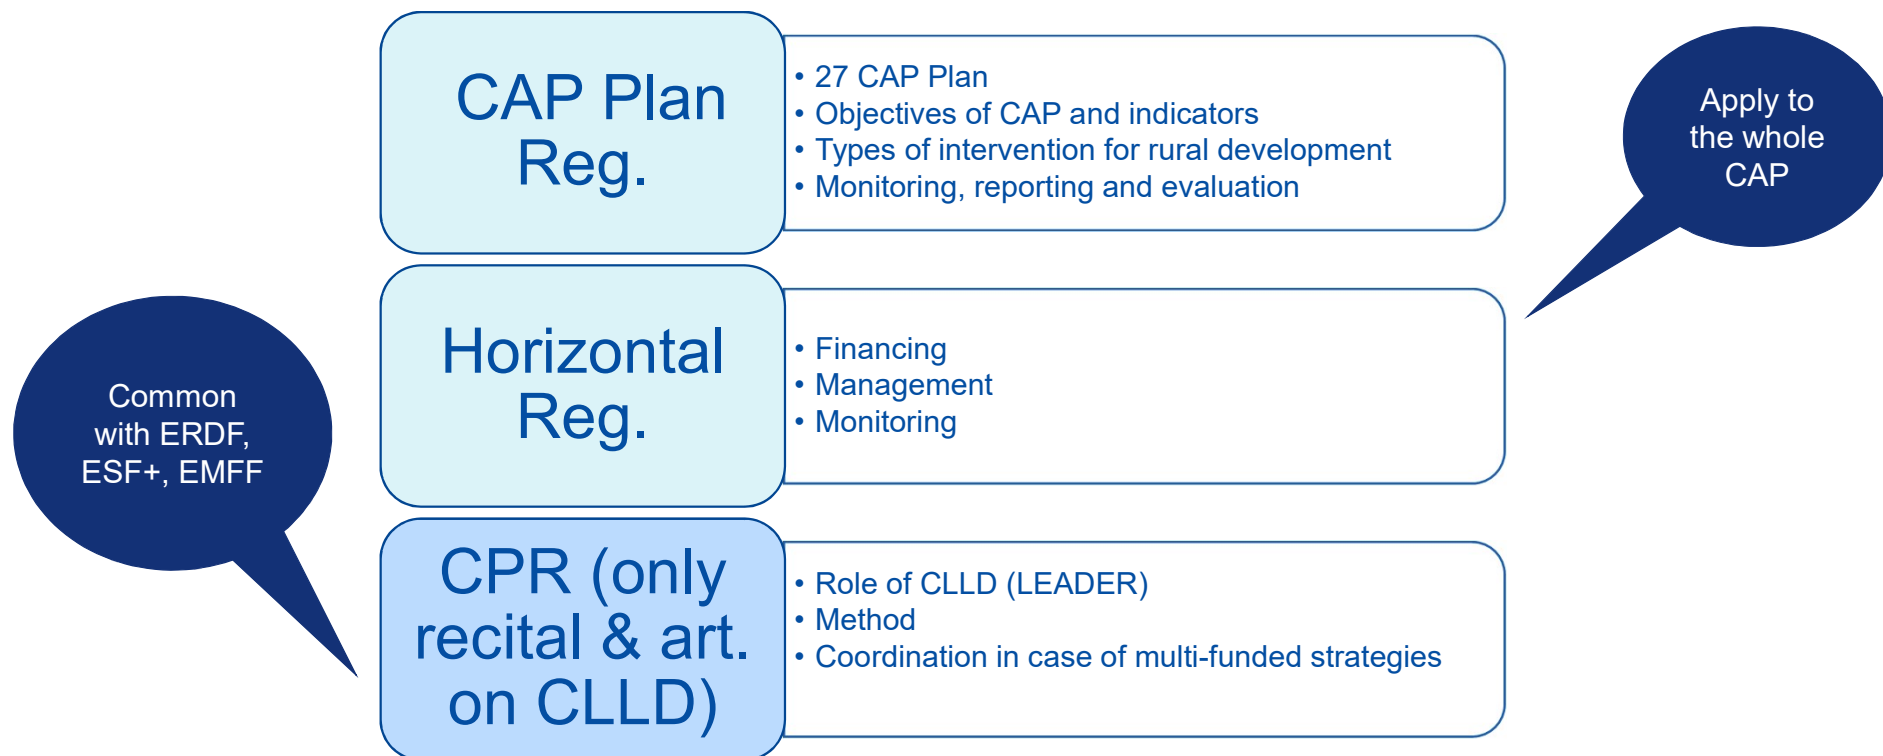 CAP Plan
Reg.
• 27 CAP Plan
• Objectives of CAP and indicators
• Types of intervention for rural development
• Monitoring, reporting and evaluation
Apply to
the whole
CAP
Horizontal
Reg.
• Financing
• Management
• Monitoring
Common
with ERDF,
ESF+, EMFF
CPR (only
recital & art.
on CLLD)
• Role of CLLD (LEADER)
• Method
• Coordination in case of multi-funded strategies